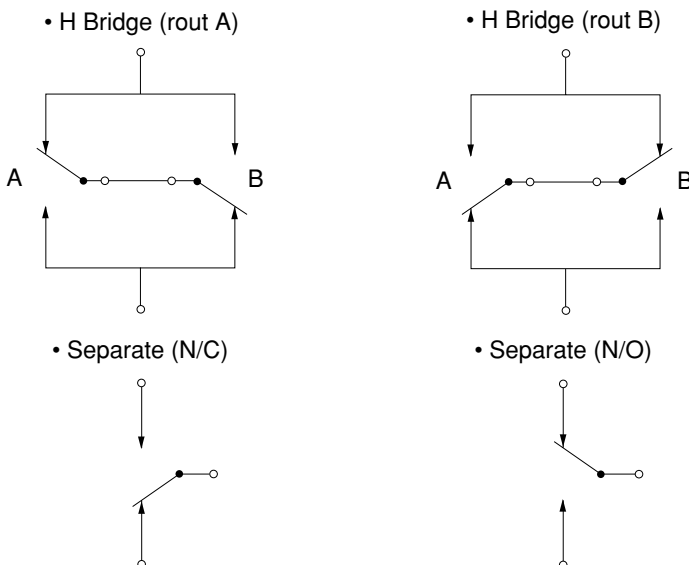 • H Bridge (rout A)
• H Bridge (rout B)
A
B
A
B
• Separate (N/C)
• Separate (N/O)